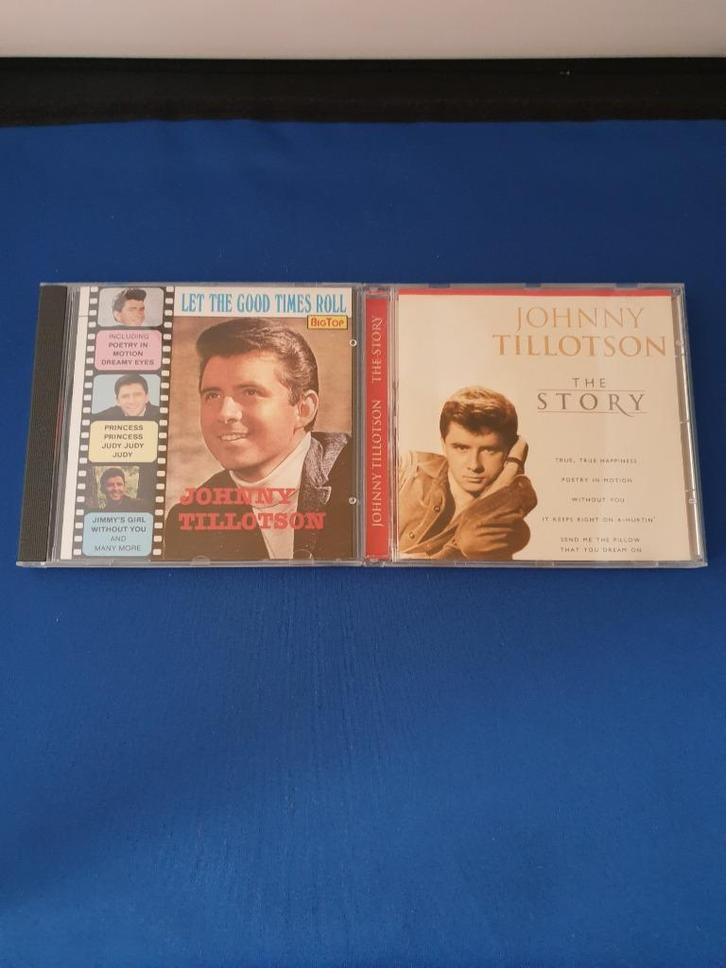 LET THE GOOD TIMES ROLL
BIGTOP
INCLUDING
POETRY IN
MOTION
DREAMY EYES
PRINCESS
PRINCESS
JUDY JUDY
JUDY
JIMMY'S GIRL
WITHOUT YOU
AND
MANY MORE
JOHNNY
TILLOTSON
JOHNNY TILLOTSON THE STORY
JOHNNY
TILLOTSON
THE
STORY
TRUE, TRUE HAPPINESS
POETRY IN MOTION
WITHOUT YOU
IT KEEPS RIGHT ON A-HURTIN'
SEND ME THE PILLOW
THAT YOU DREAM ON